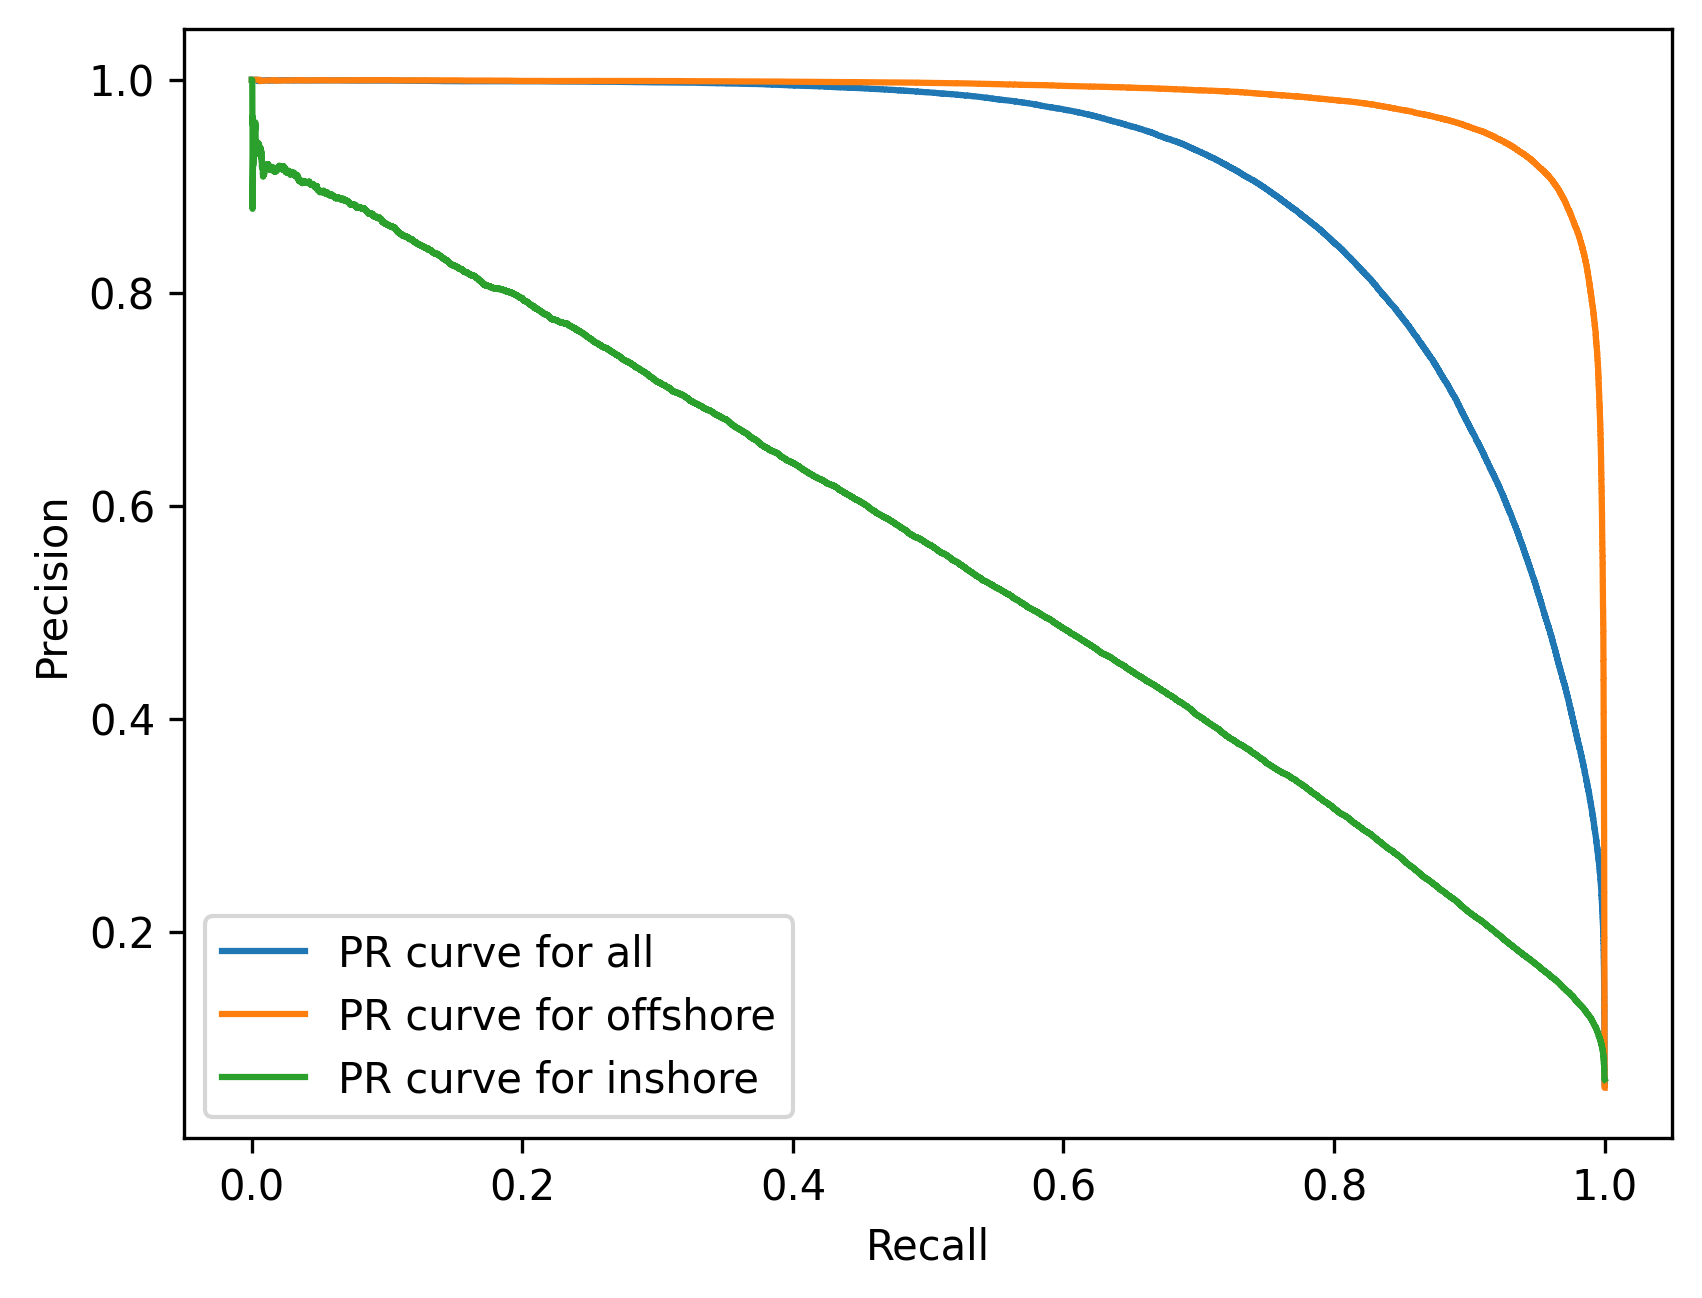 1.0
0.8
0.6
0.4
0.2
Precision
PR curve for all
PR curve for offshore
PR curve for inshore
0.0 0.2 0.4 0.6 0.8 1.0
Recall